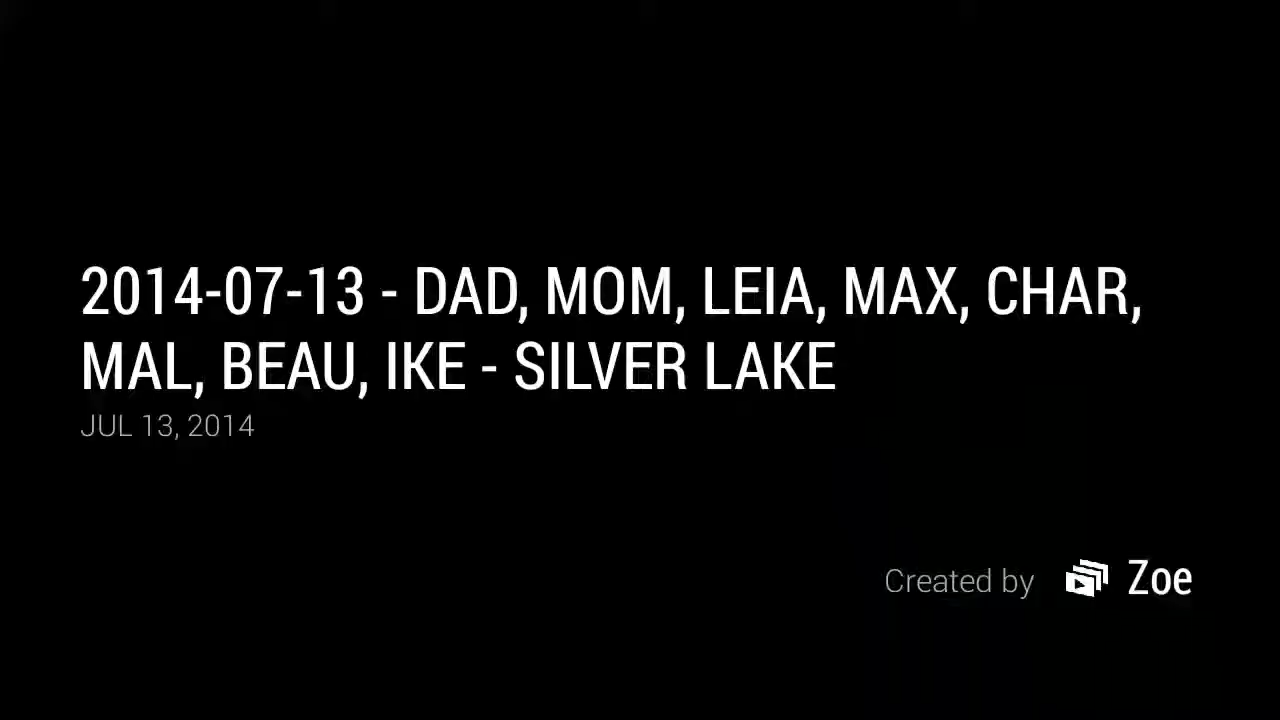 2014-07-13 - DAD, MOM, LEIA, MAX, CHAR,
MAL, BEAU, IKE - SILVER LAKE
JUL 13, 2014
Created by Zoe